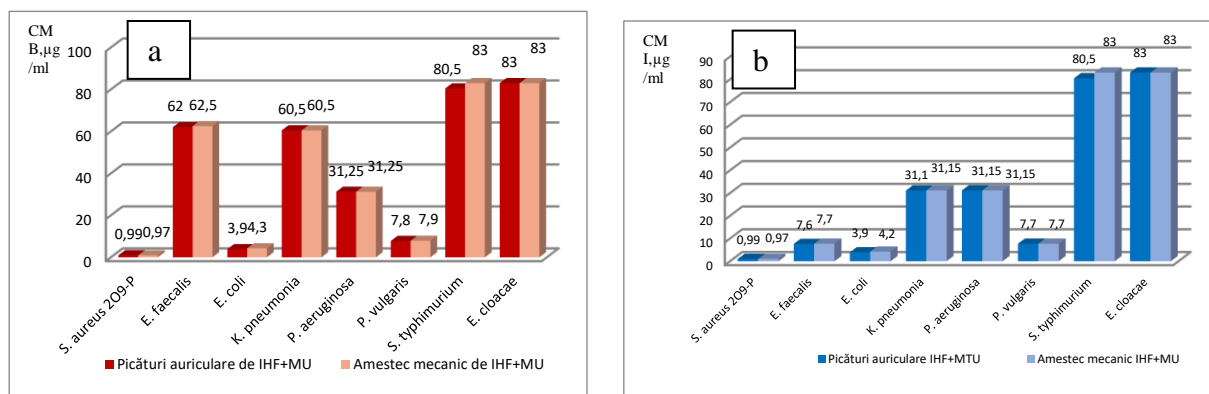 CM
B,µg
/ml
a
100
80
60
40
20
0
0,99
0,97
62
62,5
3,9
4,3
60,5
60,5
31,25
31,25
7,8
7,9
80,5
83
83
83
S. aureus 2O9-P
E. faecalis
E. coli
K. pneumonia
P. aeruginosa
P. vulgaris
S. typhimurium
E. cloacae
Picături auriculare de IHF+MU
Amestec mecanic de IHF+MU
CM
I,µg
/ml
b
90
80
70
60
50
40
30
20
10
0
0,99
0,97
7,6
7,7
3,9
4,2
31,1
31,15
31,15
31,15
7,7
7,7
80,5
83
83
83
S. aureus 2O9-P
E. faecalis
E. coli
K. pneumonia
P. aeruginosa
P. vulgaris
S. typhimurium
E. cloacae
Picături auriculare IHF+MTU
Amestec mecanic IHF+MU